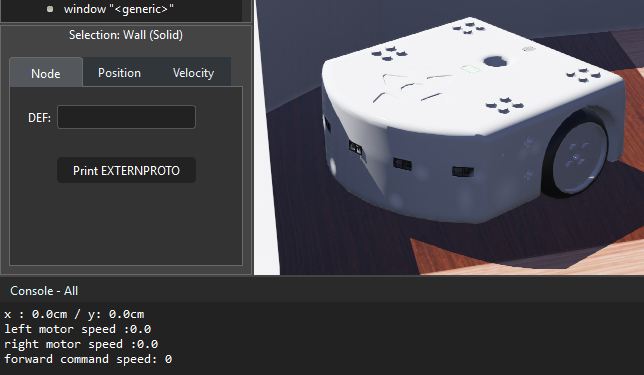 window "<generic>"
Selection: Wall (Solid)
Node
Position
Velocity
DEF:
Print EXTERNPROTO
Console - All
x : 0.0cm / y: 0.0cm
left motor speed :0.0
right motor speed :0.0
forward command speed: 0